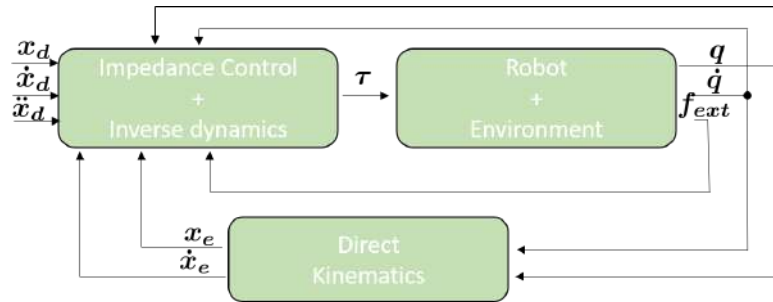 x_d
ẋ_d
ẍ_d
Impedance Control
+
Inverse dynamics
τ
Robot
+
Environment
q
q̇
f_ext
x_e
ẋ_e
Direct
Kinematics